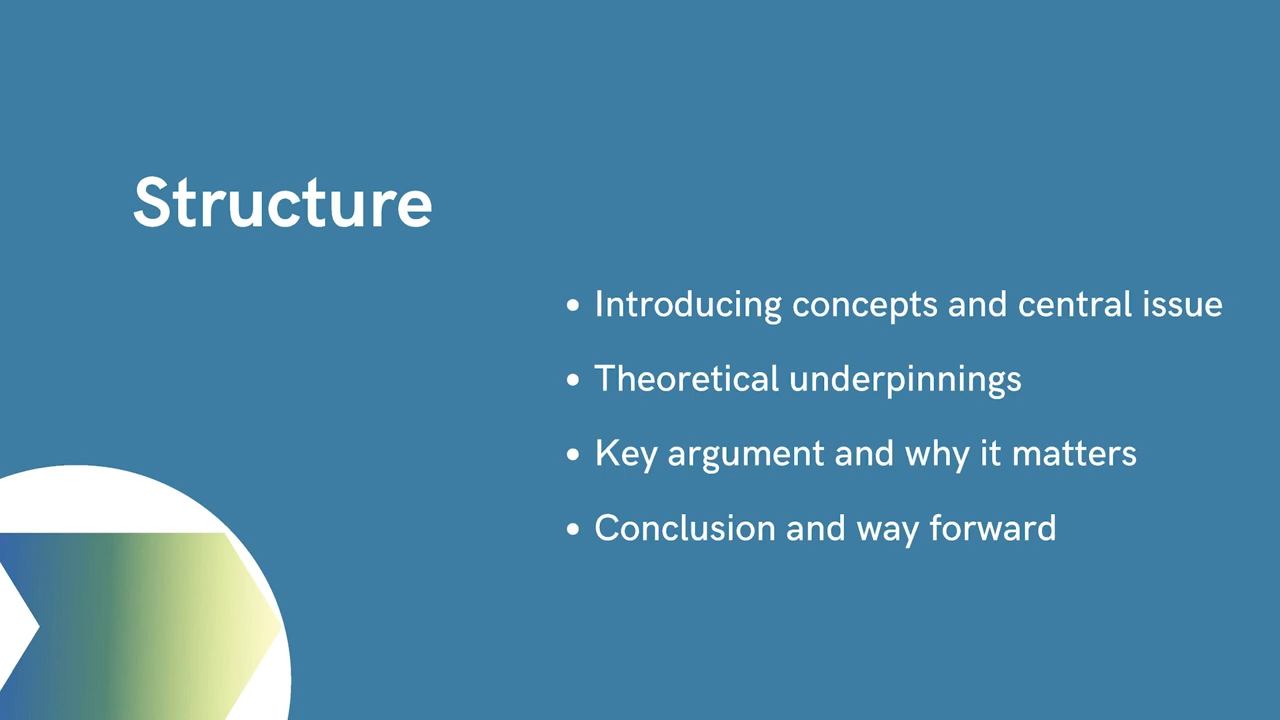 Structure
• Introducing concepts and central issue
• Theoretical underpinnings
• Key argument and why it matters
• Conclusion and way forward